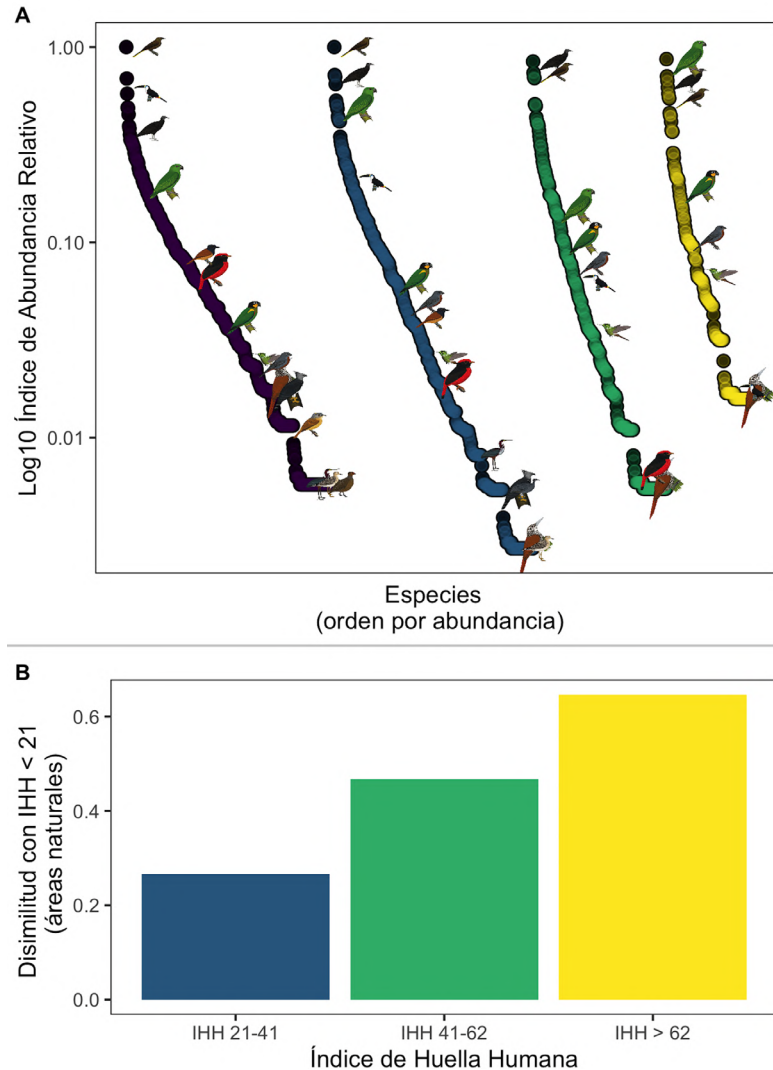 A
Log10 Índice de Abundancia Relativo
1.00
0.10
0.01
Especies
(orden por abundancia)
B
Disimilitud con IHH < 21
(áreas naturales)
0.6
0.4
0.2
0.0
IHH 21-41
IHH 41-62
IHH > 62
Índice de Huella Humana